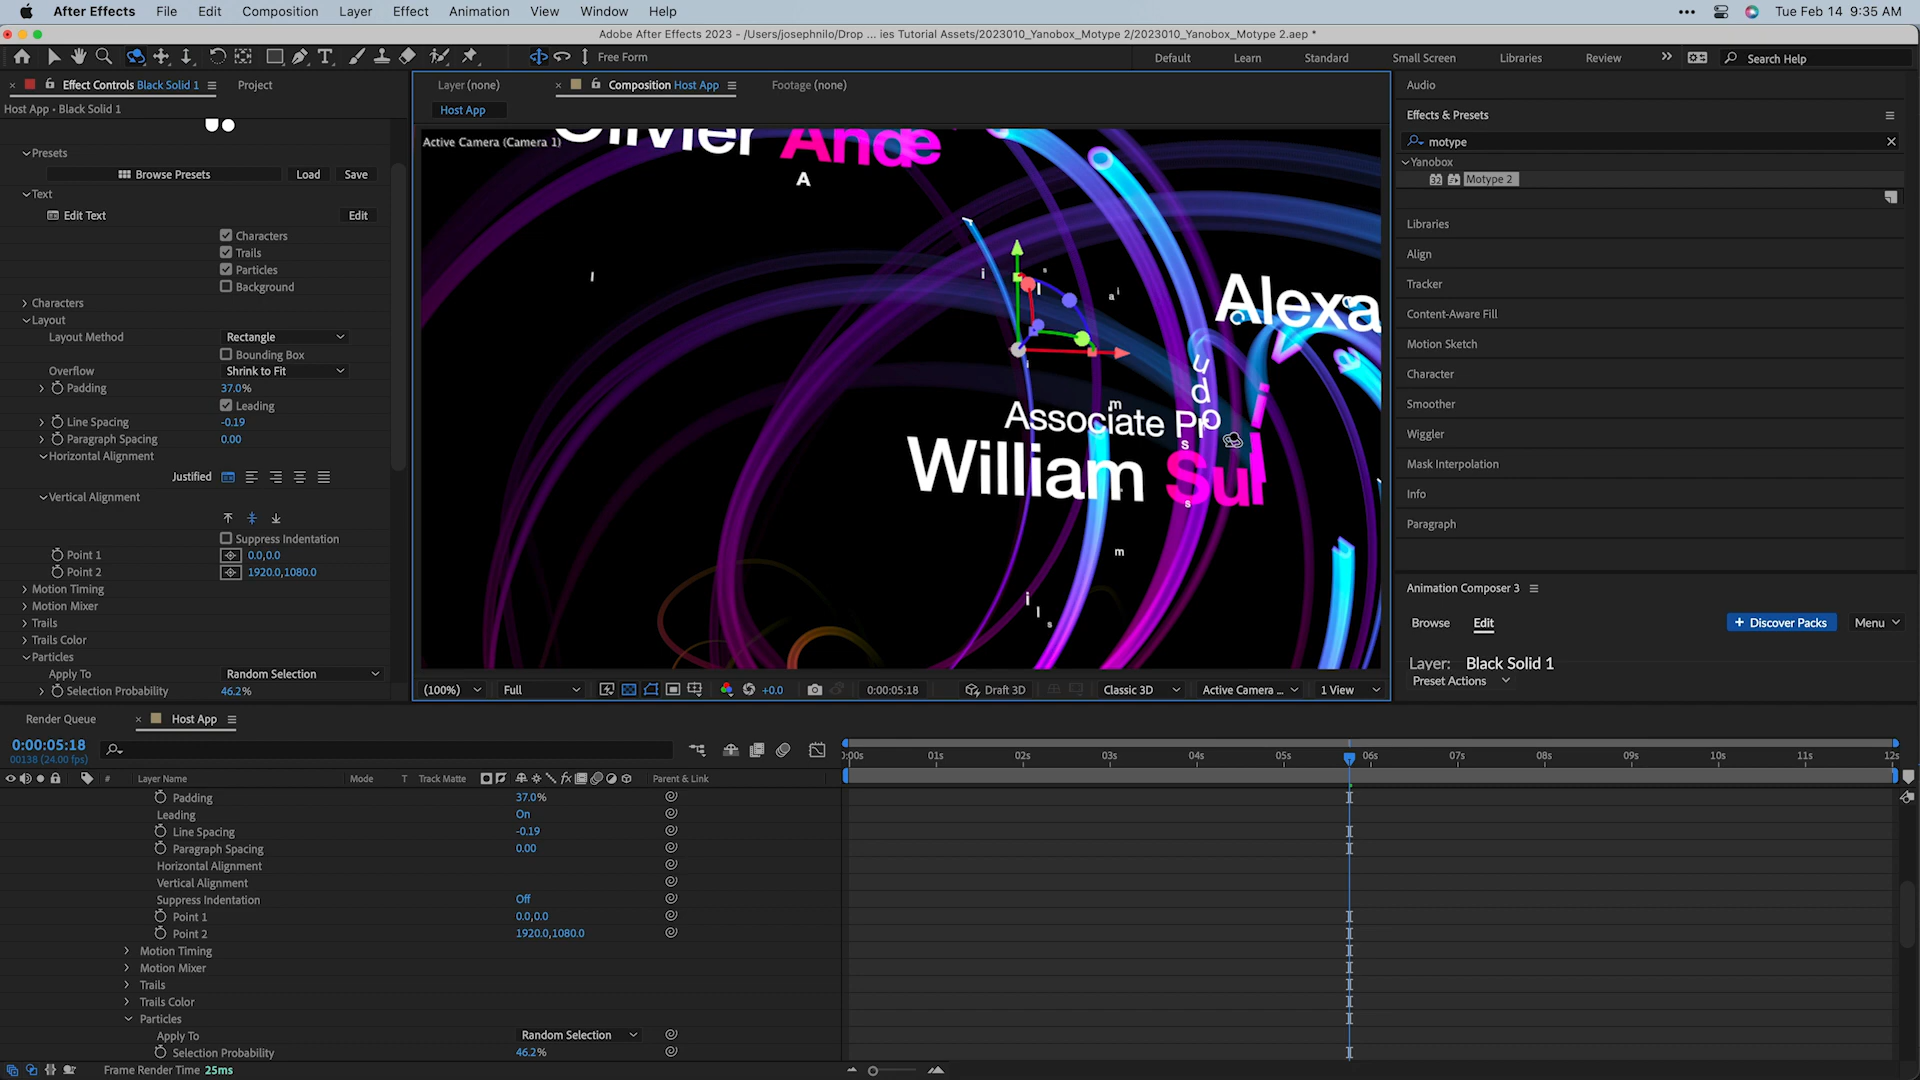 After Effects File Edit Composition Layer Effect Animation View Window Help Tue Feb 14 9:35 AM
Adobe After Effects 2023 - /Users/josephnilo/Drop ... ies Tutorial Assets/2023010_Yanobox_Motype 2/2023010_Yanobox_Motype 2.aep *
Free Form Default Learn Standard Small Screen Libraries Review Search Help
Effect Controls Black Solid 1 Project
Host App • Black Solid 1
Presets
Browse Presets Load Save
Text
Edit Text Edit
Characters
Trails
Particles
Background
Characters
Layout
Layout Method Rectangle
Bounding Box
Overflow Shrink to Fit
Padding 37.0%
Leading
Line Spacing -0.19
Paragraph Spacing 0.00
Horizontal Alignment
Justified
Vertical Alignment
Suppress Indentation
Point 1 0.0,0.0
Point 2 1920.0,1080.0
Motion Timing
Motion Mixer
Trails
Trails Color
Particles
Apply To Random Selection
Selection Probability 46.2%
Layer (none) Composition Host App Footage (none)
Host App
Active Camera (Camera 1)
Olivier Ande
A
Alexa
Associate Pro
William Sul
(100%) Full +0.0 0:00:05:18 Draft 3D Classic 3D Active Camera ... 1 View
Audio
Effects & Presets
motype
Yanobox
32 Motype 2
Libraries
Align
Tracker
Content-Aware Fill
Motion Sketch
Character
Smoother
Wiggler
Mask Interpolation
Info
Paragraph
Animation Composer 3
Browse Edit + Discover Packs Menu
Layer: Black Solid 1
Preset Actions
Render Queue Host App
0:00:05:18
00138 (24.00 fps)
# Layer Name Mode T Track Matte fx Parent & Link
:00s 01s 02s 03s 04s 05s 06s 07s 08s 09s 10s 11s 12s
Padding 37.0%
Leading On
Line Spacing -0.19
Paragraph Spacing 0.00
Horizontal Alignment
Vertical Alignment
Suppress Indentation Off
Point 1 0.0,0.0
Point 2 1920.0,1080.0
Motion Timing
Motion Mixer
Trails
Trails Color
Particles
Apply To Random Selection
Selection Probability 46.2%
Frame Render Time 25ms